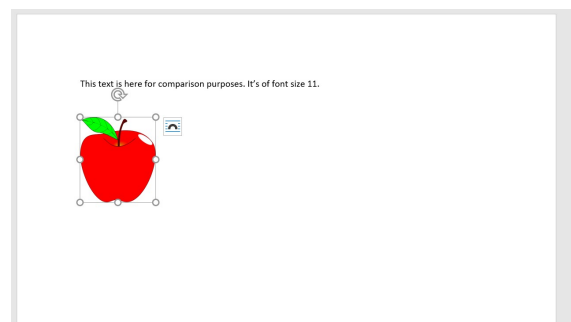 This text is here for comparison purposes. It’s of font size 11.